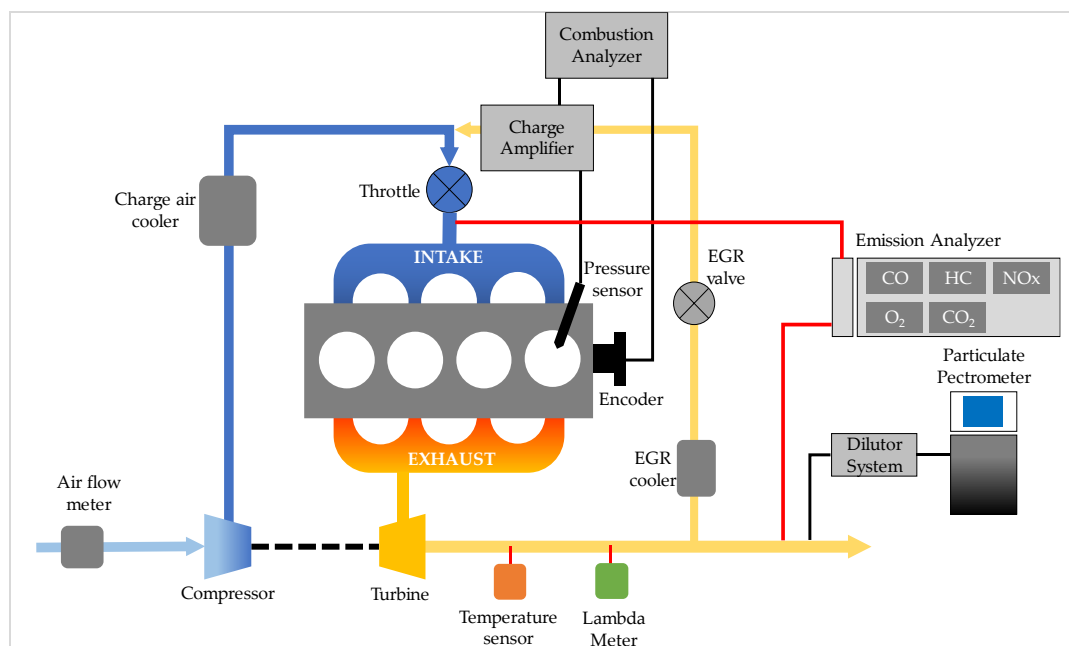 Combustion
Analyzer
Charge
Amplifier
Throttle
Charge air
cooler
INTAKE
Pressure
sensor
EGR
valve
Emission Analyzer
CO
HC
NOx
O₂
CO₂
Particulate
Pectrometer
Encoder
Dilutor
System
EXHAUST
EGR
cooler
Air flow
meter
Compressor
Turbine
Temperature
sensor
Lambda
Meter